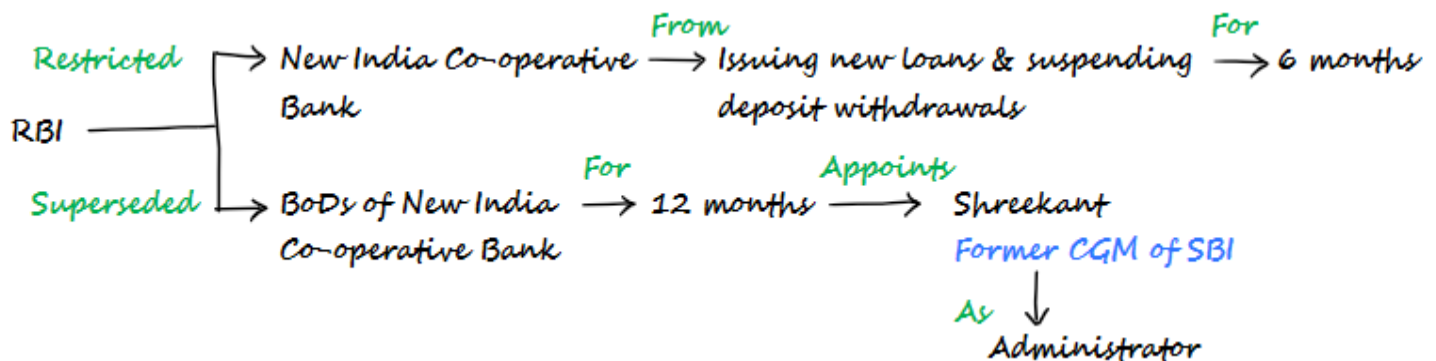 From
For
Restricted
New India Co-operative
Issuing new loans & suspending
6 months
Bank
deposit withdrawals
RBI
For
Appoints
Superseded
BoDs of New India
12 months
Shreekant
Co-operative Bank
Former CGM of SBI
As
Administrator